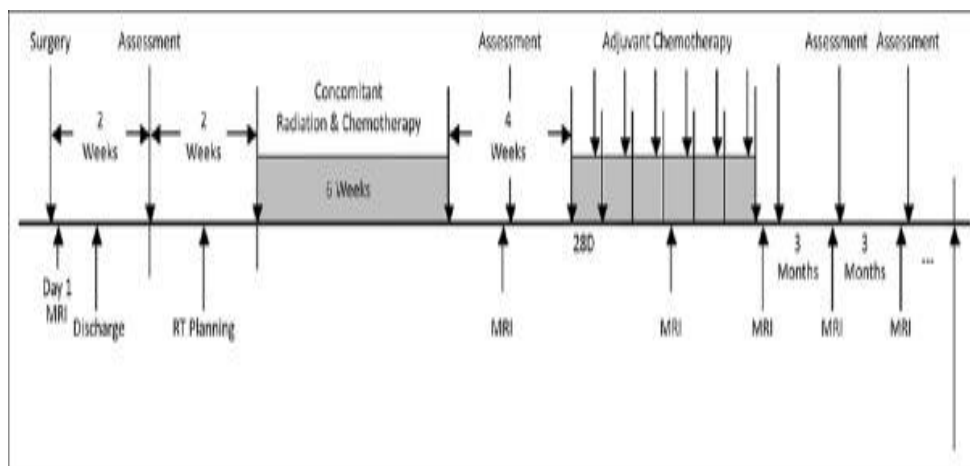 Surgery
Assessment
Assessment
Adjuvant Chemotherapy
Assessment
Assessment
Concomitant
Radiation & Chemotherapy
2
Weeks
2
Weeks
4
Weeks
6 Weeks
28D
3
Months
3
Months
...
Day 1
MRI
Discharge
RT Planning
MRI
MRI
MRI
MRI
MRI